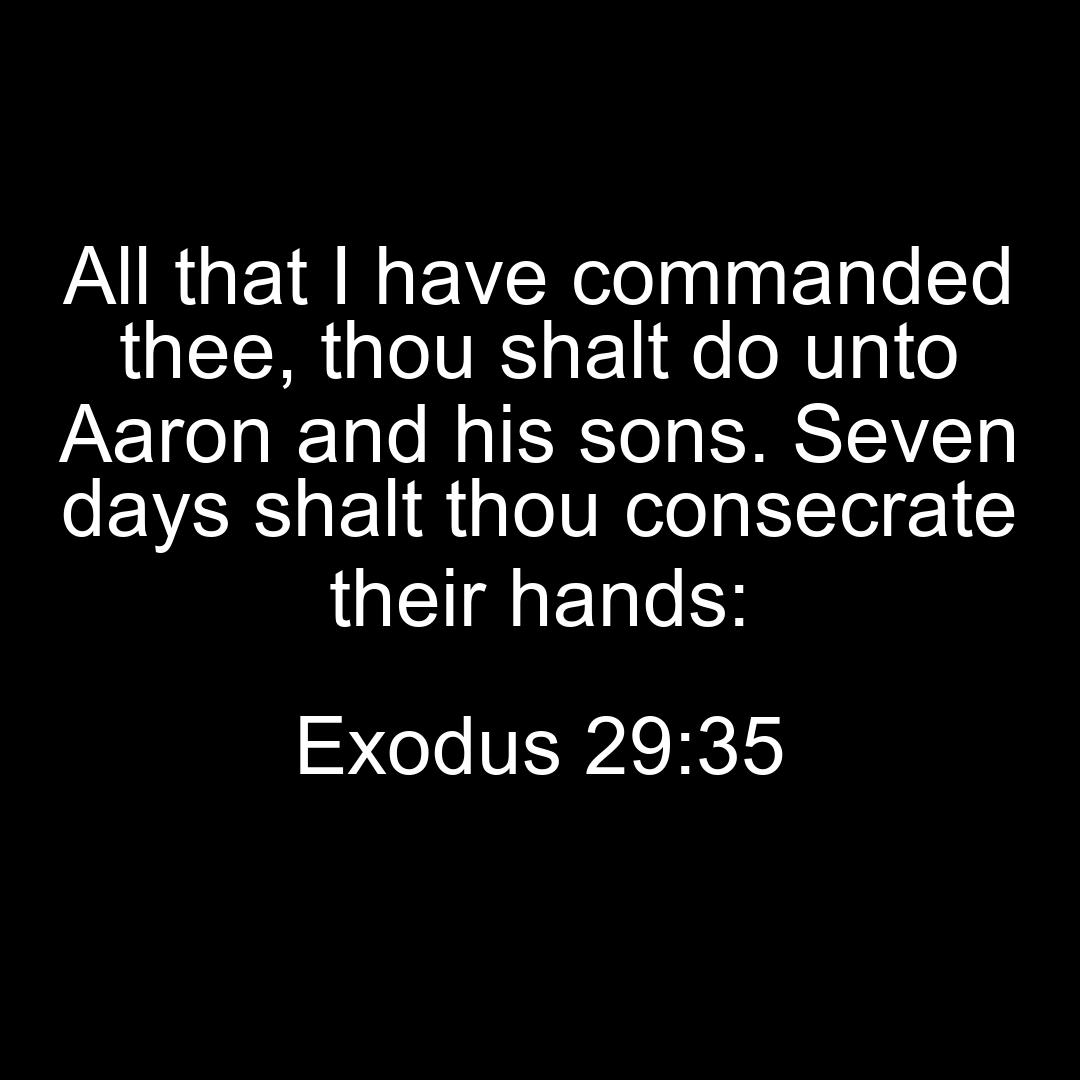 All that I have commanded
thee, thou shalt do unto
Aaron and his sons. Seven
days shalt thou consecrate
their hands:
Exodus 29:35